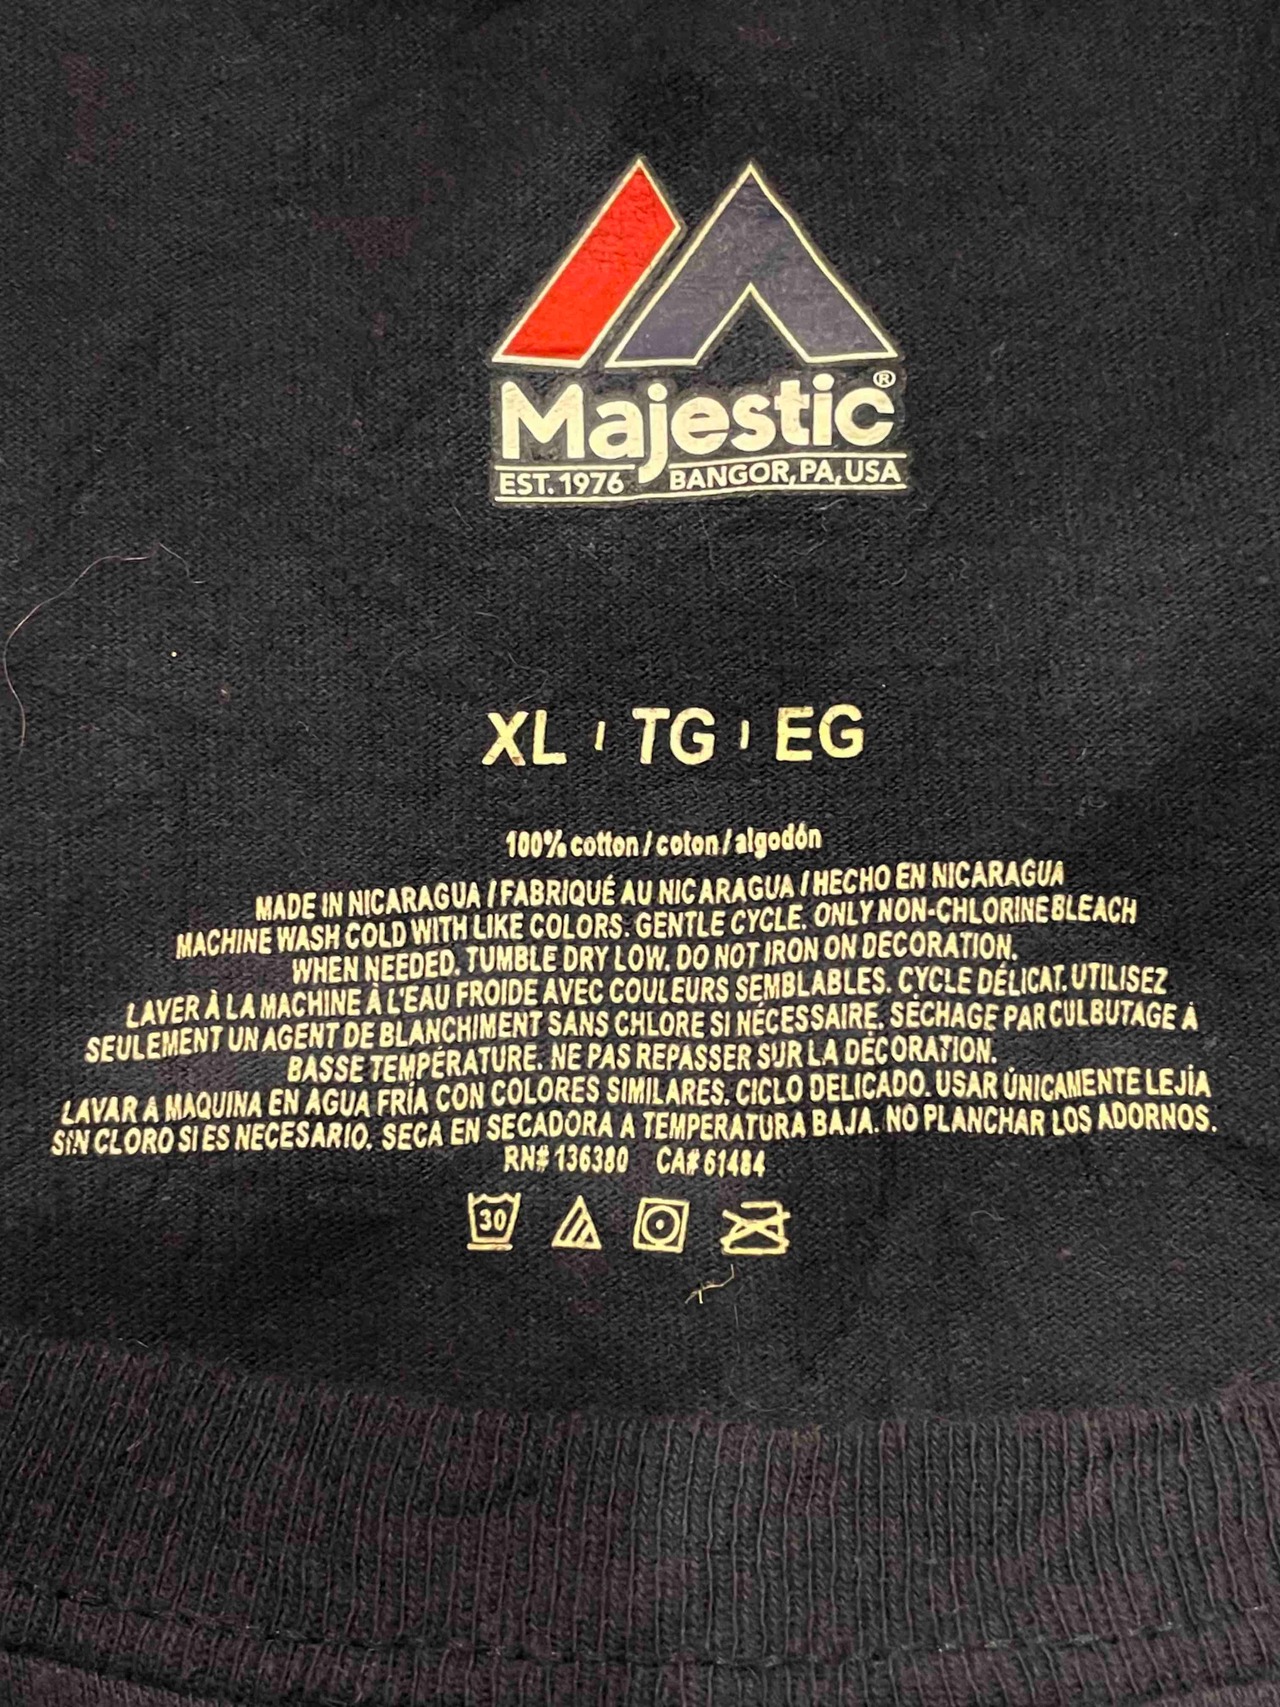 Majestic®
EST. 1976 BANGOR, PA, USA
XL | TG | EG
100% cotton / coton / algodón
MADE IN NICARAGUA / FABRIQUÉ AU NICARAGUA / HECHO EN NICARAGUA
MACHINE WASH COLD WITH LIKE COLORS. GENTLE CYCLE. ONLY NON-CHLORINE BLEACH
WHEN NEEDED. TUMBLE DRY LOW. DO NOT IRON ON DECORATION.
LAVER À LA MACHINE À L'EAU FROIDE AVEC COULEURS SEMBLABLES. CYCLE DÉLICAT. UTILISEZ
SEULEMENT UN AGENT DE BLANCHIMENT SANS CHLORE SI NÉCESSAIRE. SÉCHAGE PAR CULBUTAGE À
BASSE TEMPÉRATURE. NE PAS REPASSER SUR LA DÉCORATION.
LAVAR A MAQUINA EN AGUA FRÍA CON COLORES SIMILARES. CICLO DELICADO. USAR ÚNICAMENTE LEJÍA
SIN CLORO SI ES NECESARIO. SECA EN SECADORA A TEMPERATURA BAJA. NO PLANCHAR LOS ADORNOS.
RN# 136380 CA# 61484
30